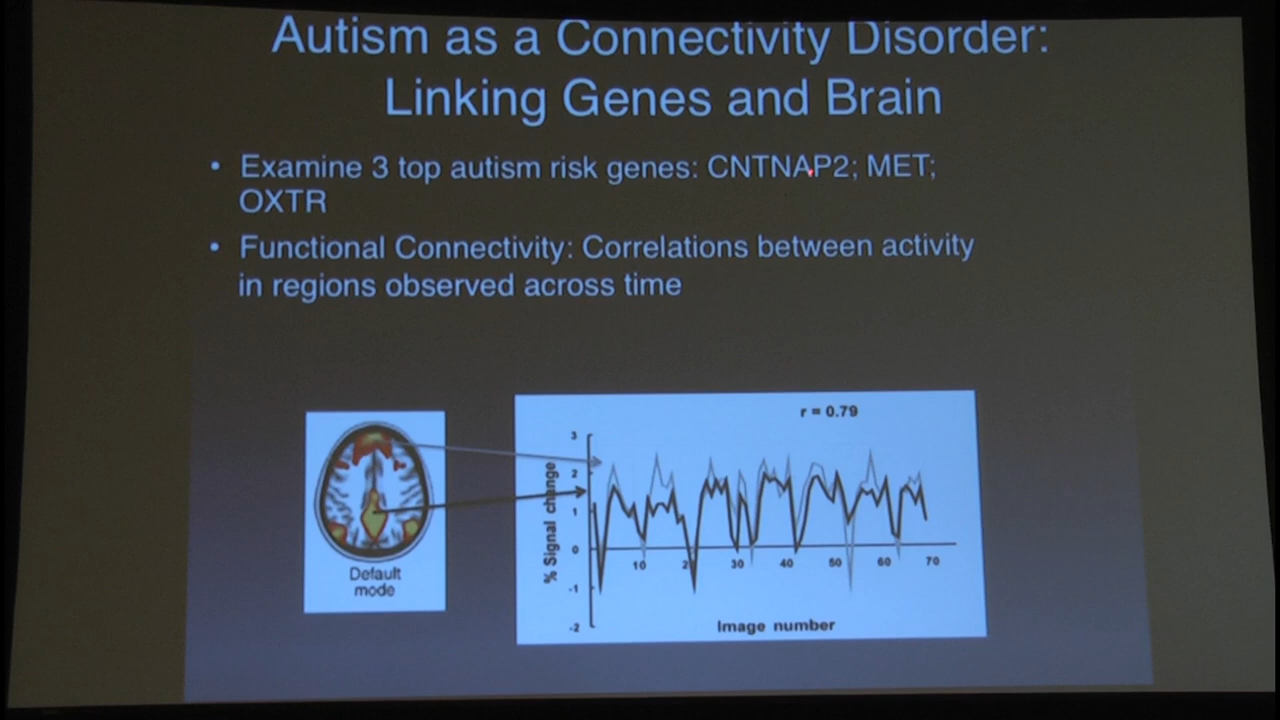 Autism as a Connectivity Disorder:
Linking Genes and Brain
• Examine 3 top autism risk genes: CNTNAP2; MET;
OXTR
• Functional Connectivity: Correlations between activity
in regions observed across time
Default
mode
r = 0.79
% Signal change
3
2
1
0
-1
-2
10 20 30 40 50 60 70
Image number